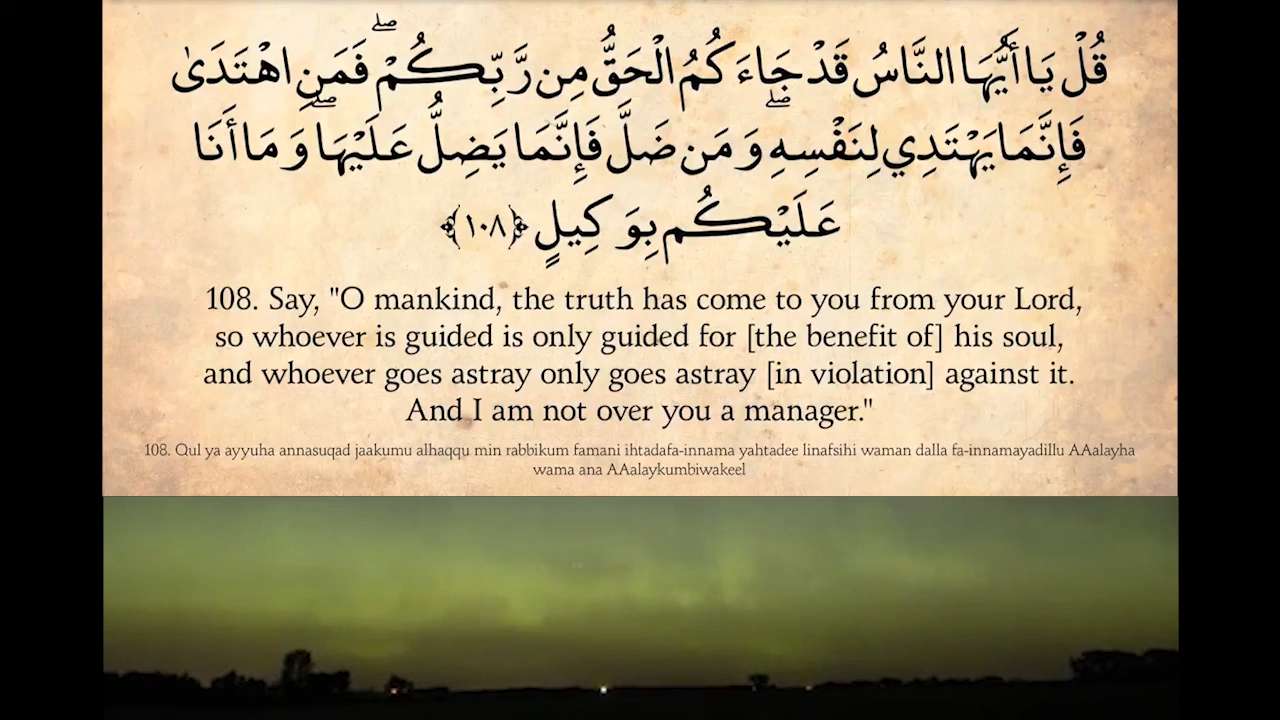 قُلْ يَا أَيُّهَا النَّاسُ قَدْ جَاءَكُمُ الْحَقُّ مِن رَّبِّكُمْ ۖ فَمَنِ اهْتَدَىٰ
فَإِنَّمَا يَهْتَدِي لِنَفْسِهِ ۖ وَمَن ضَلَّ فَإِنَّمَا يَضِلُّ عَلَيْهَا ۖ وَمَا أَنَا
عَلَيْكُم بِوَكِيلٍ ﴿١٠٨﴾
108. Say, "O mankind, the truth has come to you from your Lord,
so whoever is guided is only guided for [the benefit of] his soul,
and whoever goes astray only goes astray [in violation] against it.
And I am not over you a manager."
108. Qul ya ayyuha annasuqad jaakumu alhaqqu min rabbikum famani ihtadafa-innama yahtadee linafsihi waman dalla fa-innamayadillu AAalayha
wama ana AAalaykumbiwakeel